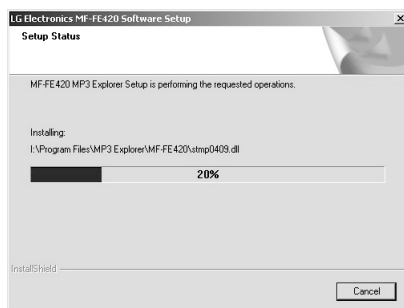 LG Electronics MF-FE420 Software Setup
Setup Status
MF-FE420 MP3 Explorer Setup is performing the requested operations.
Installing:
I:\Program Files\MP3 Explorer\MF-FE420\stmp0409.dll
20%
InstallShield
Cancel